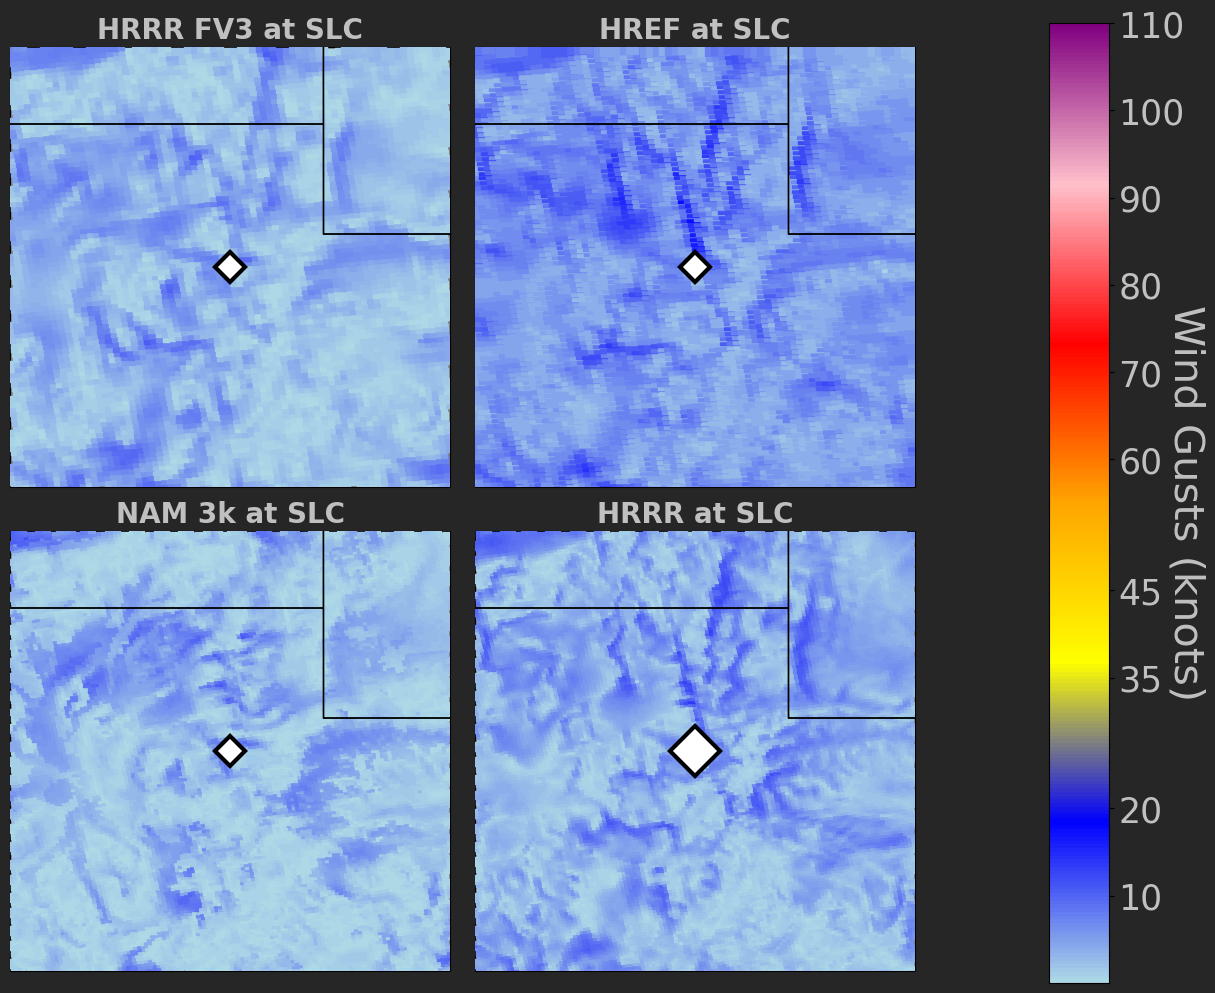 HRRR FV3 at SLC
HREF at SLC
NAM 3k at SLC
HRRR at SLC
110
100
90
80
70
60
45
35
20
10
Wind Gusts (knots)